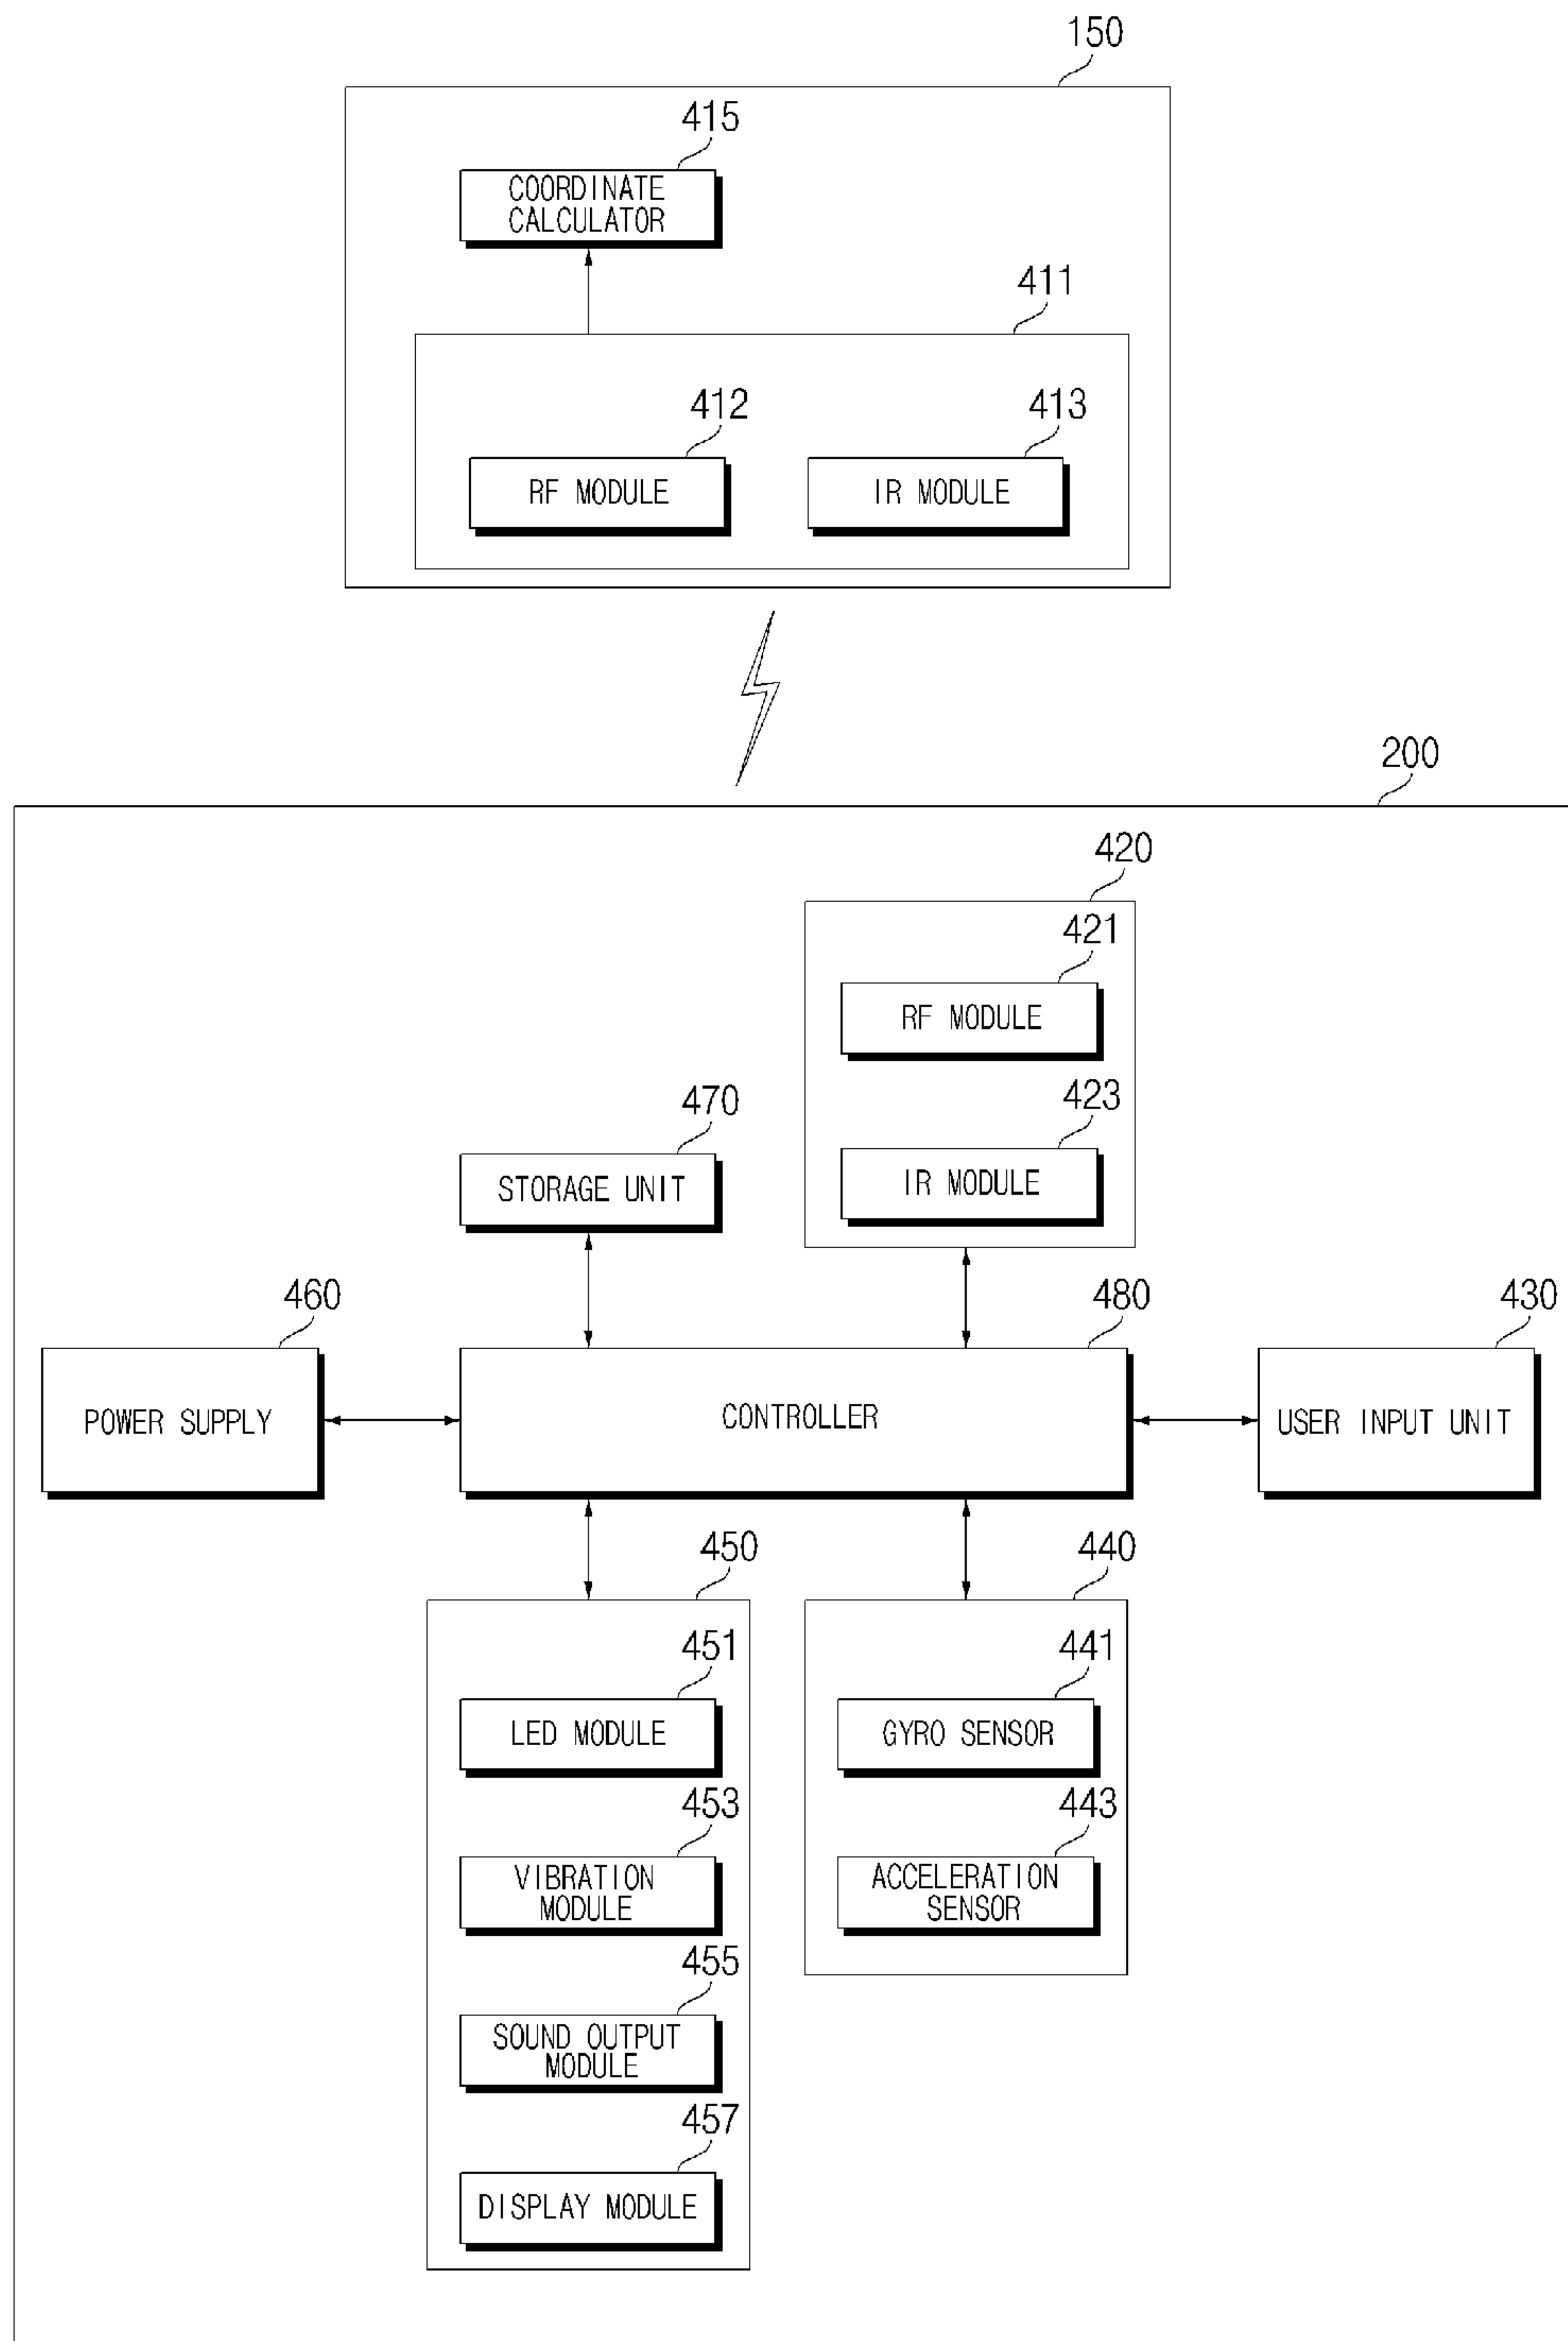 150
415
COORDINATE
CALCULATOR
411
412
413
RF MODULE
IR MODULE
200
420
421
RF MODULE
470
423
STORAGE UNIT
IR MODULE
460
480
430
POWER SUPPLY
CONTROLLER
USER INPUT UNIT
450
440
451
441
LED MODULE
GYRO SENSOR
453
443
VIBRATION
MODULE
ACCELERATION
SENSOR
455
SOUND OUTPUT
MODULE
457
DISPLAY MODULE